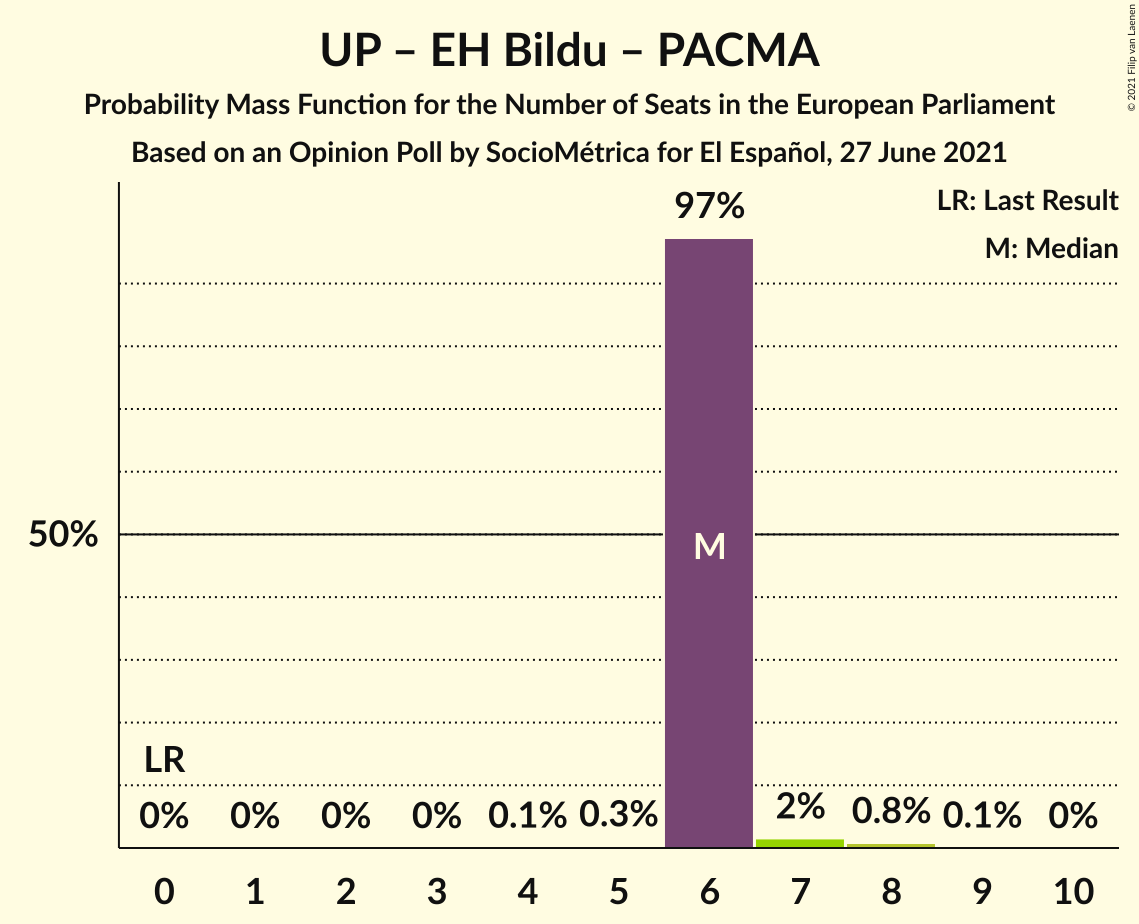 UP – EH Bildu – PACMA
Probability Mass Function for the Number of Seats in the European Parliament
Based on an Opinion Poll by SocioMétrica for El Español, 27 June 2021
© 2021 Filip van Laenen
LR: Last Result
M: Median
97%
50%
M
LR
0% 0% 0% 0% 0.1% 0.3% 2% 0.8% 0.1% 0%
0 1 2 3 4 5 6 7 8 9 10